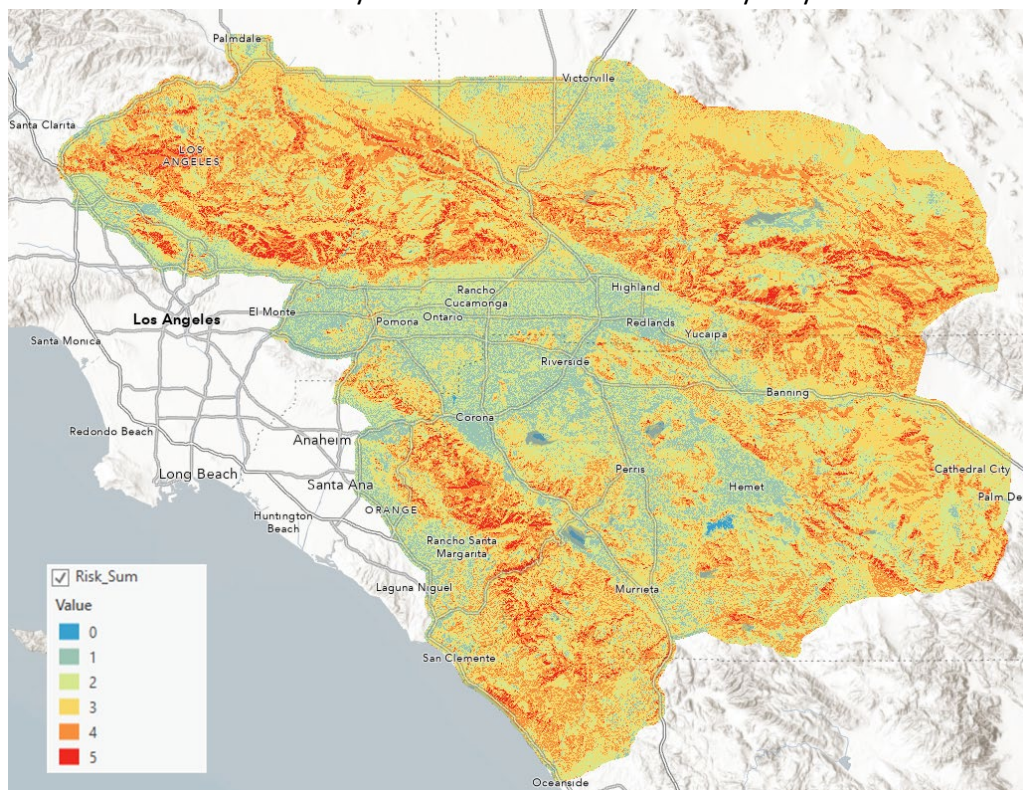 Palmdale
Victorville
Santa Clarita
LOS
ANGELES
Rancho
Cucamonga
Highland
El Monte
Los Angeles
Pomona
Ontario
Redlands
Santa Monica
Yucaipa
Riverside
Banning
Corona
Redondo Beach
Anaheim
Long Beach
Perris
Cathedral City
Santa Ana
Hemet
Palm De
ORANGE
Huntington
Beach
Rancho Santa
Margarita
Laguna Niguel
Murrieta
San Clemente
Oceanside
Risk_Sum
Value
0
1
2
3
4
5